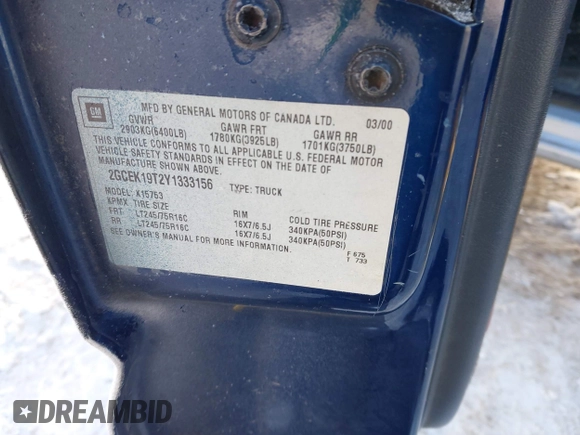 GM
MFD BY GENERAL MOTORS OF CANADA LTD. 03/00
GVWR GAWR FRT GAWR RR
2903KG(6400LB) 1780KG(3925LB) 1701KG(3750LB)
THIS VEHICLE CONFORMS TO ALL APPLICABLE U.S. FEDERAL MOTOR
VEHICLE SAFETY STANDARDS IN EFFECT ON THE DATE OF
MANUFACTURE SHOWN ABOVE.
2GCEK19T2Y1333156 TYPE: TRUCK
MODEL: K15753
KPMX TIRE SIZE RIM COLD TIRE PRESSURE
FRT LT245/75R16C 16X7/6.5J 340KPA(50PSI)
RR LT245/75R16C 16X7/6.5J 340KPA(50PSI)
SEE OWNER'S MANUAL FOR MORE INFORMATION.
F 675
T 733
DREAMBID